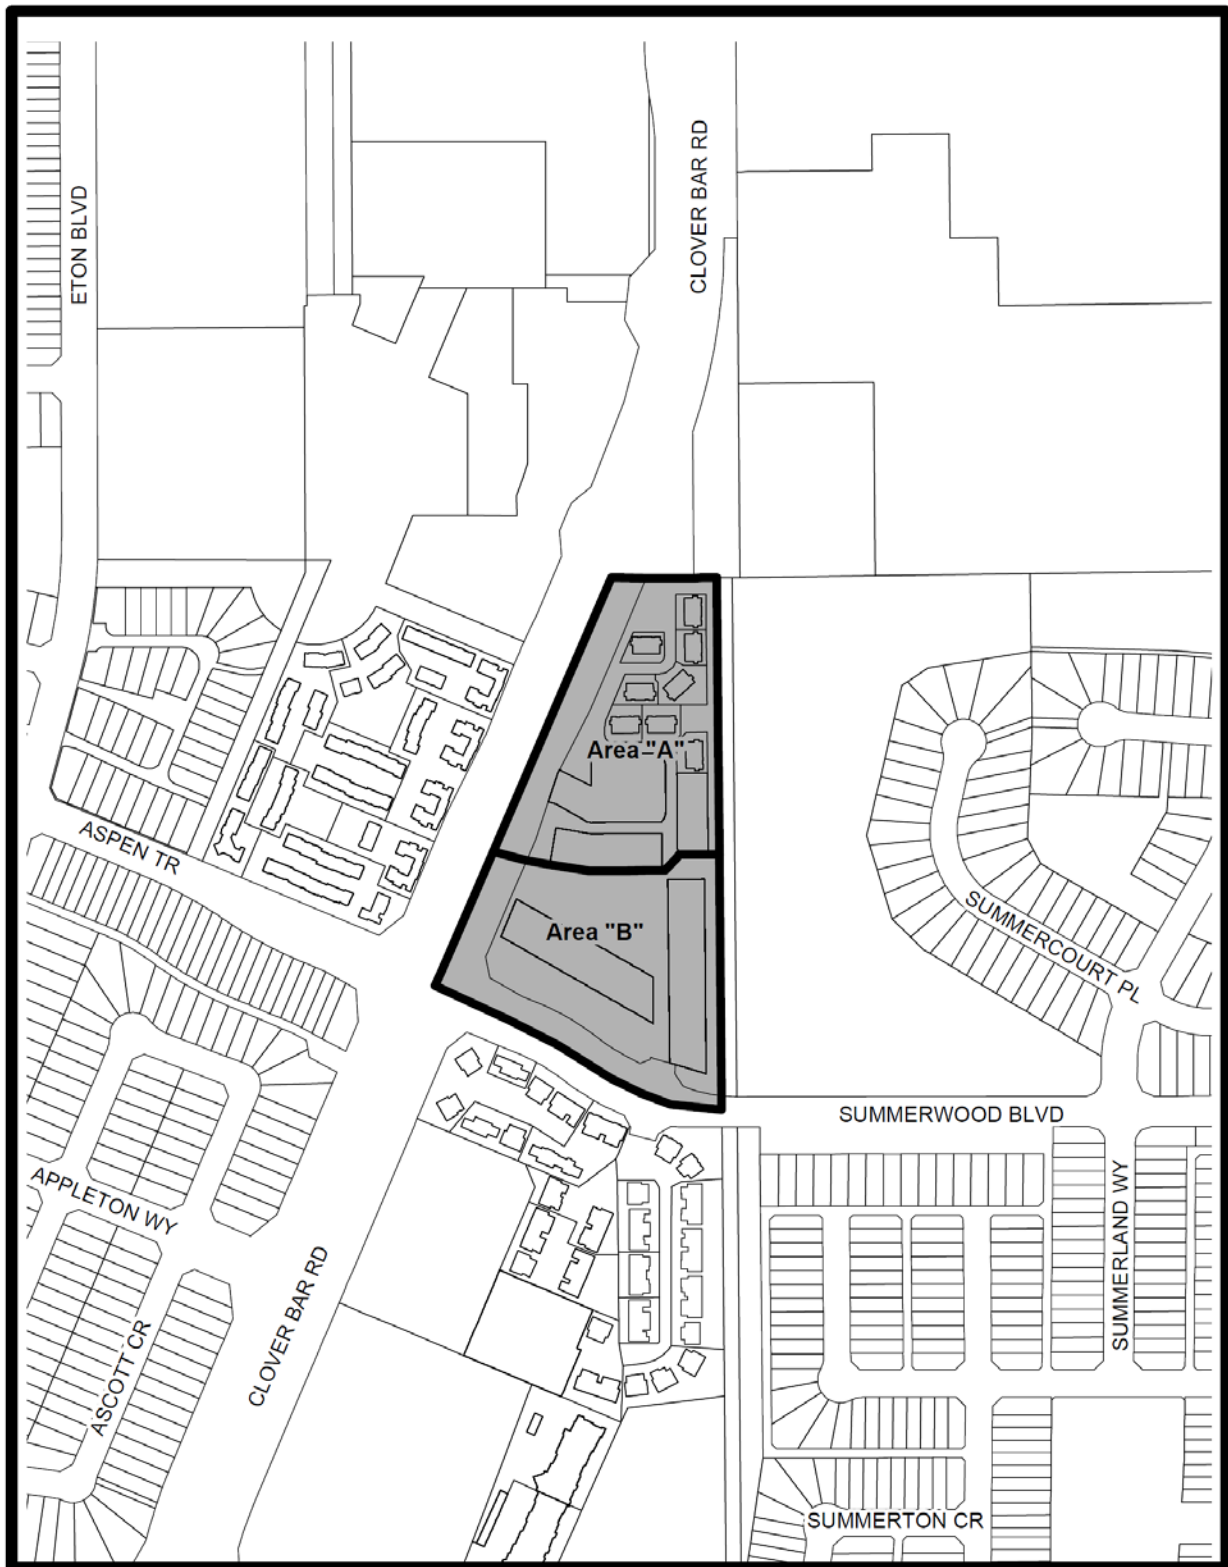 CLOVER BAR RD
ETON BLVD
Area "A"
ASPEN TR
Area "B"
SUMMERCOURT PL
SUMMERWOOD BLVD
APPLETON WY
SUMMERLAND WY
CLOVER BAR RD
ASCOTT CR
SUMMERTON CR